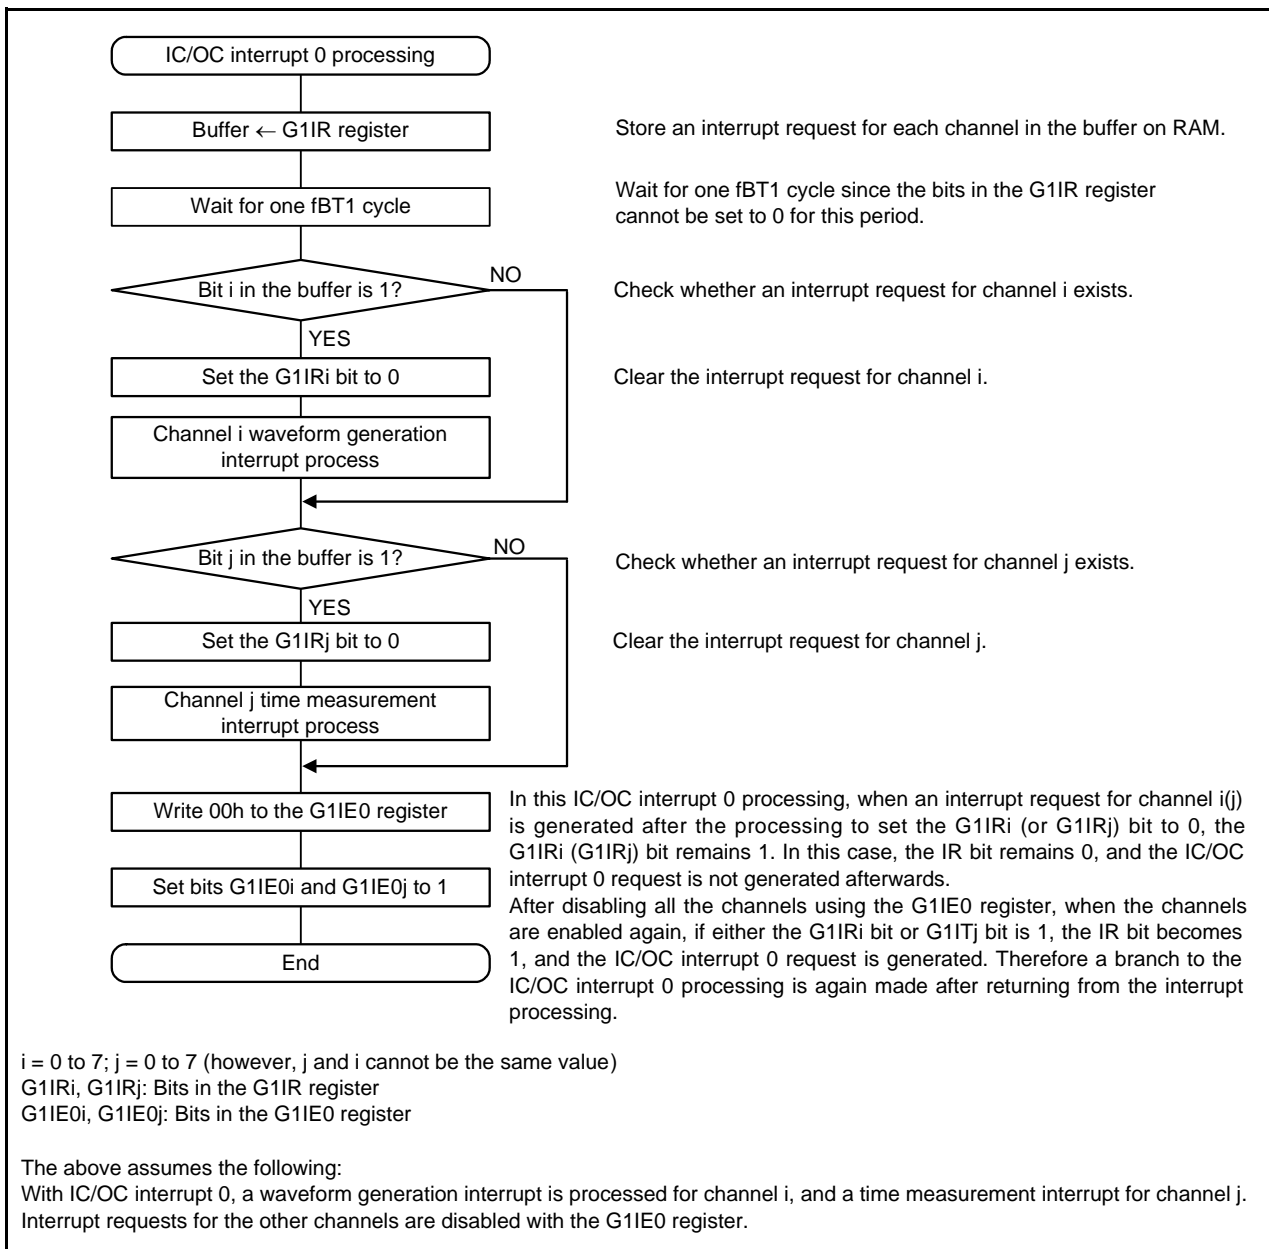 IC/OC interrupt 0 processing
Buffer ← G1IR register
Store an interrupt request for each channel in the buffer on RAM.
Wait for one fBT1 cycle
Wait for one fBT1 cycle since the bits in the G1IR register
cannot be set to 0 for this period.
Bit i in the buffer is 1?
NO
Check whether an interrupt request for channel i exists.
YES
Set the G1IRi bit to 0
Clear the interrupt request for channel i.
Channel i waveform generation
interrupt process
Bit j in the buffer is 1?
NO
Check whether an interrupt request for channel j exists.
YES
Set the G1IRj bit to 0
Clear the interrupt request for channel j.
Channel j time measurement
interrupt process
Write 00h to the G1IE0 register
Set bits G1IE0i and G1IE0j to 1
End
In this IC/OC interrupt 0 processing, when an interrupt request for channel i(j)
is generated after the processing to set the G1IRi (or G1IRj) bit to 0, the
G1IRi (G1IRj) bit remains 1. In this case, the IR bit remains 0, and the IC/OC
interrupt 0 request is not generated afterwards.
After disabling all the channels using the G1IE0 register, when the channels
are enabled again, if either the G1IRi bit or G1ITj bit is 1, the IR bit becomes
1, and the IC/OC interrupt 0 request is generated. Therefore a branch to the
IC/OC interrupt 0 processing is again made after returning from the interrupt
processing.
i = 0 to 7; j = 0 to 7 (however, j and i cannot be the same value)
G1IRi, G1IRj: Bits in the G1IR register
G1IE0i, G1IE0j: Bits in the G1IE0 register
The above assumes the following:
With IC/OC interrupt 0, a waveform generation interrupt is processed for channel i, and a time measurement interrupt for channel j.
Interrupt requests for the other channels are disabled with the G1IE0 register.